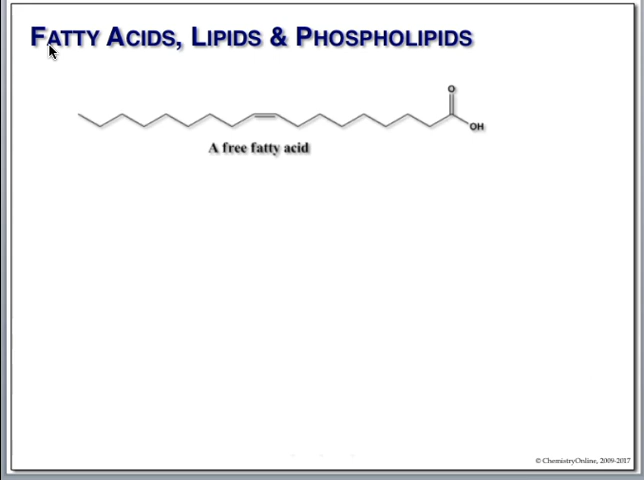 FATTY ACIDS, LIPIDS & PHOSPHOLIPIDS
O
OH
A free fatty acid
© ChemistryOnline, 2009-2017